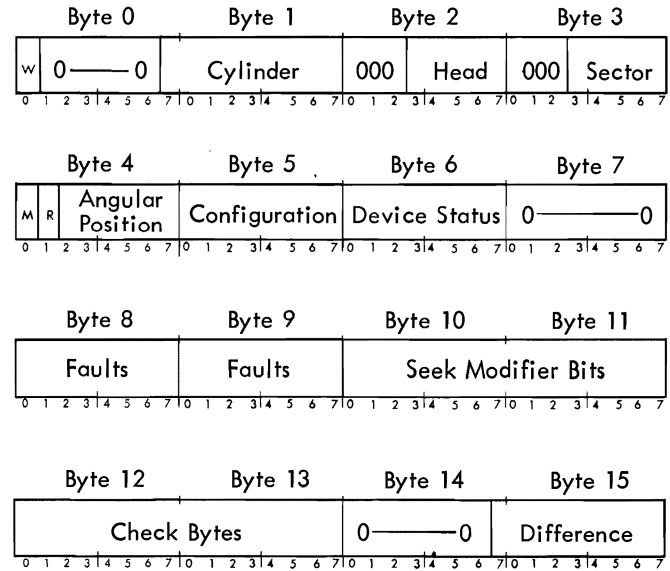 Byte 0 Byte 1 Byte 2 Byte 3
W 0——0 Cylinder 000 Head 000 Sector
0 1 2 3 4 5 6 7 0 1 2 3 4 5 6 7 0 1 2 3 4 5 6 7 0 1 2 3 4 5 6 7
Byte 4 Byte 5 Byte 6 Byte 7
M R Angular Position Configuration Device Status 0——0
0 1 2 3 4 5 6 7 0 1 2 3 4 5 6 7 0 1 2 3 4 5 6 7 0 1 2 3 4 5 6 7
Byte 8 Byte 9 Byte 10 Byte 11
Faults Faults Seek Modifier Bits
0 1 2 3 4 5 6 7 0 1 2 3 4 5 6 7 0 1 2 3 4 5 6 7 0 1 2 3 4 5 6 7
Byte 12 Byte 13 Byte 14 Byte 15
Check Bytes 0——0 Difference
0 1 2 3 4 5 6 7 0 1 2 3 4 5 6 7 0 1 2 3 4 5 6 7 0 1 2 3 4 5 6 7